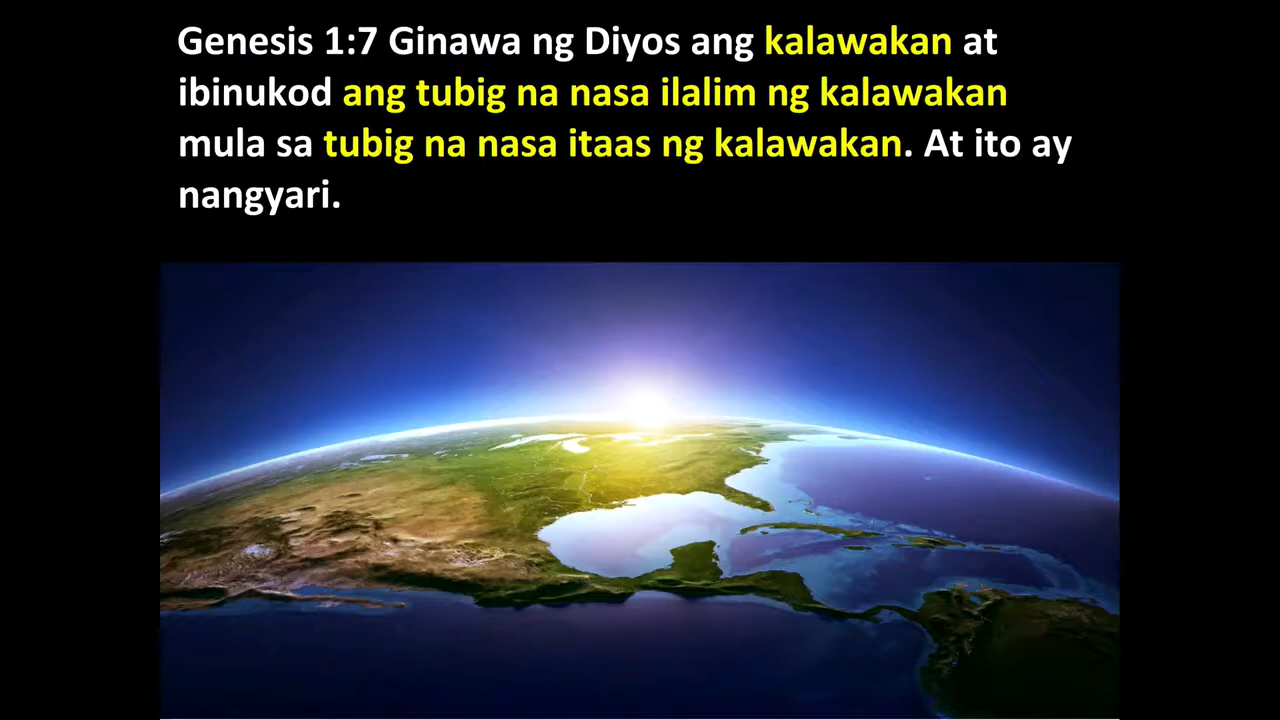 Genesis 1:7 Ginawa ng Diyos ang kalawakan at
ibinukod ang tubig na nasa ilalim ng kalawakan
mula sa tubig na nasa itaas ng kalawakan. At ito ay
nangyari.